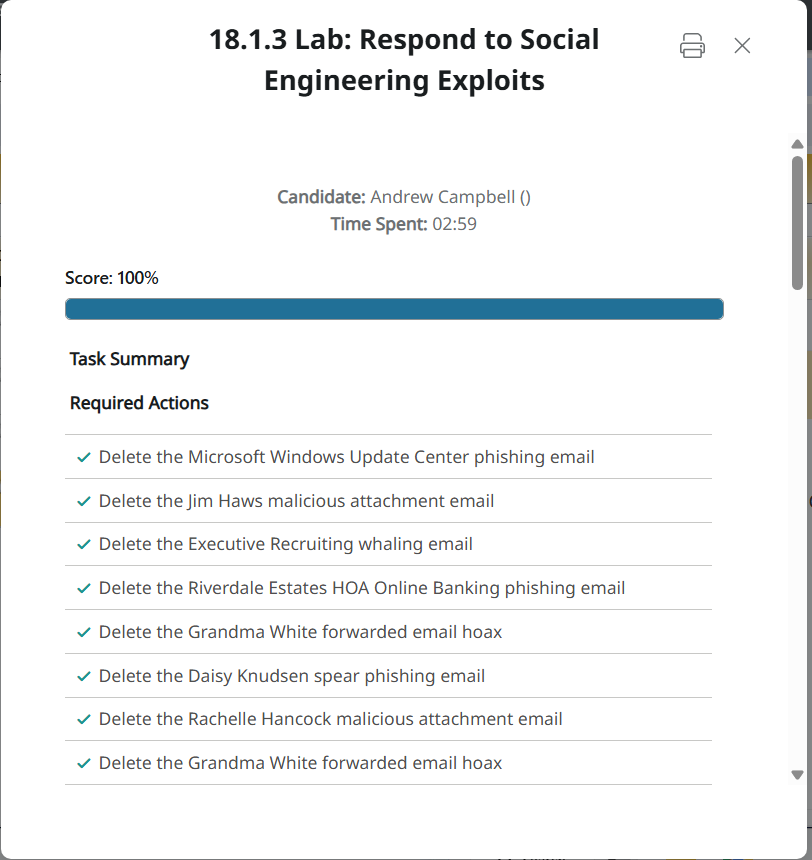 18.1.3 Lab: Respond to Social
Engineering Exploits
Candidate: Andrew Campbell ()
Time Spent: 02:59
Score: 100%
Task Summary
Required Actions
Delete the Microsoft Windows Update Center phishing email
Delete the Jim Haws malicious attachment email
Delete the Executive Recruiting whaling email
Delete the Riverdale Estates HOA Online Banking phishing email
Delete the Grandma White forwarded email hoax
Delete the Daisy Knudsen spear phishing email
Delete the Rachelle Hancock malicious attachment email
Delete the Grandma White forwarded email hoax